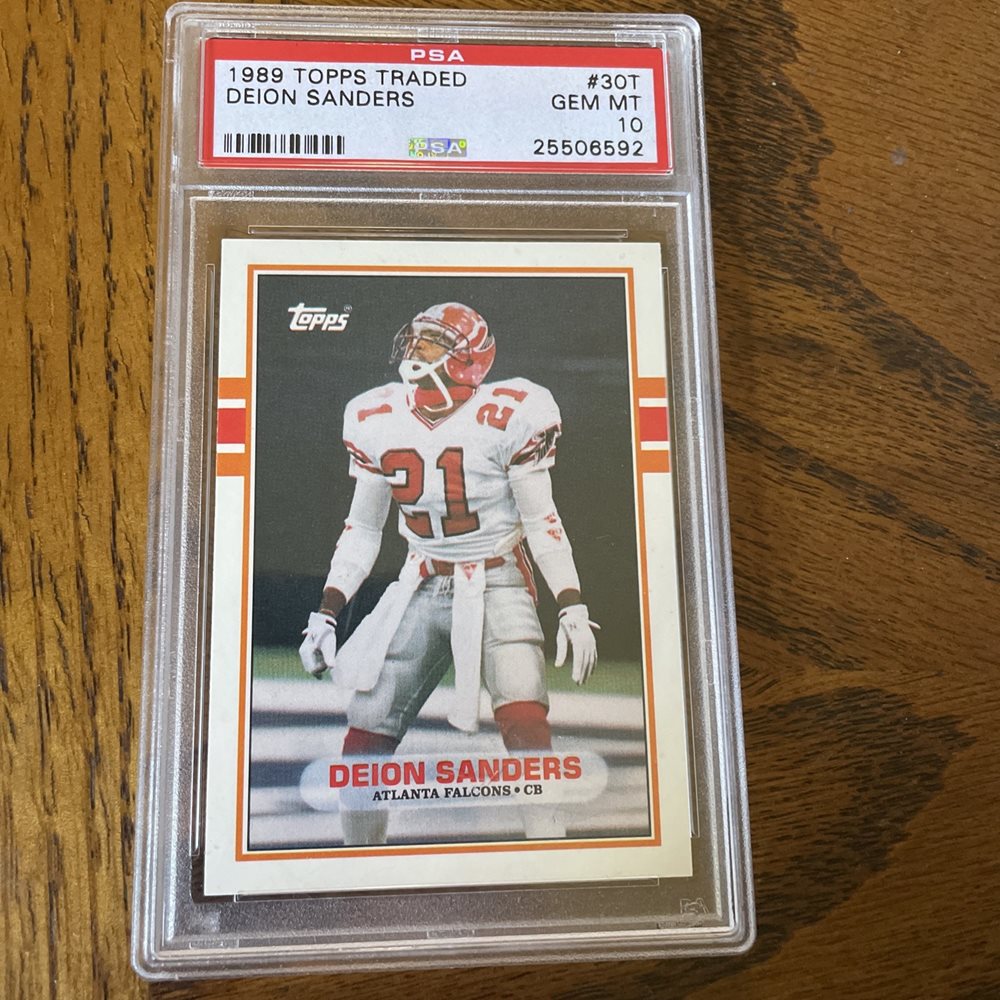 PSA
1989 TOPPS TRADED #30T
DEION SANDERS GEM MT
10
PSA 25506592
Topps
21 21
21
DEION SANDERS
ATLANTA FALCONS • CB